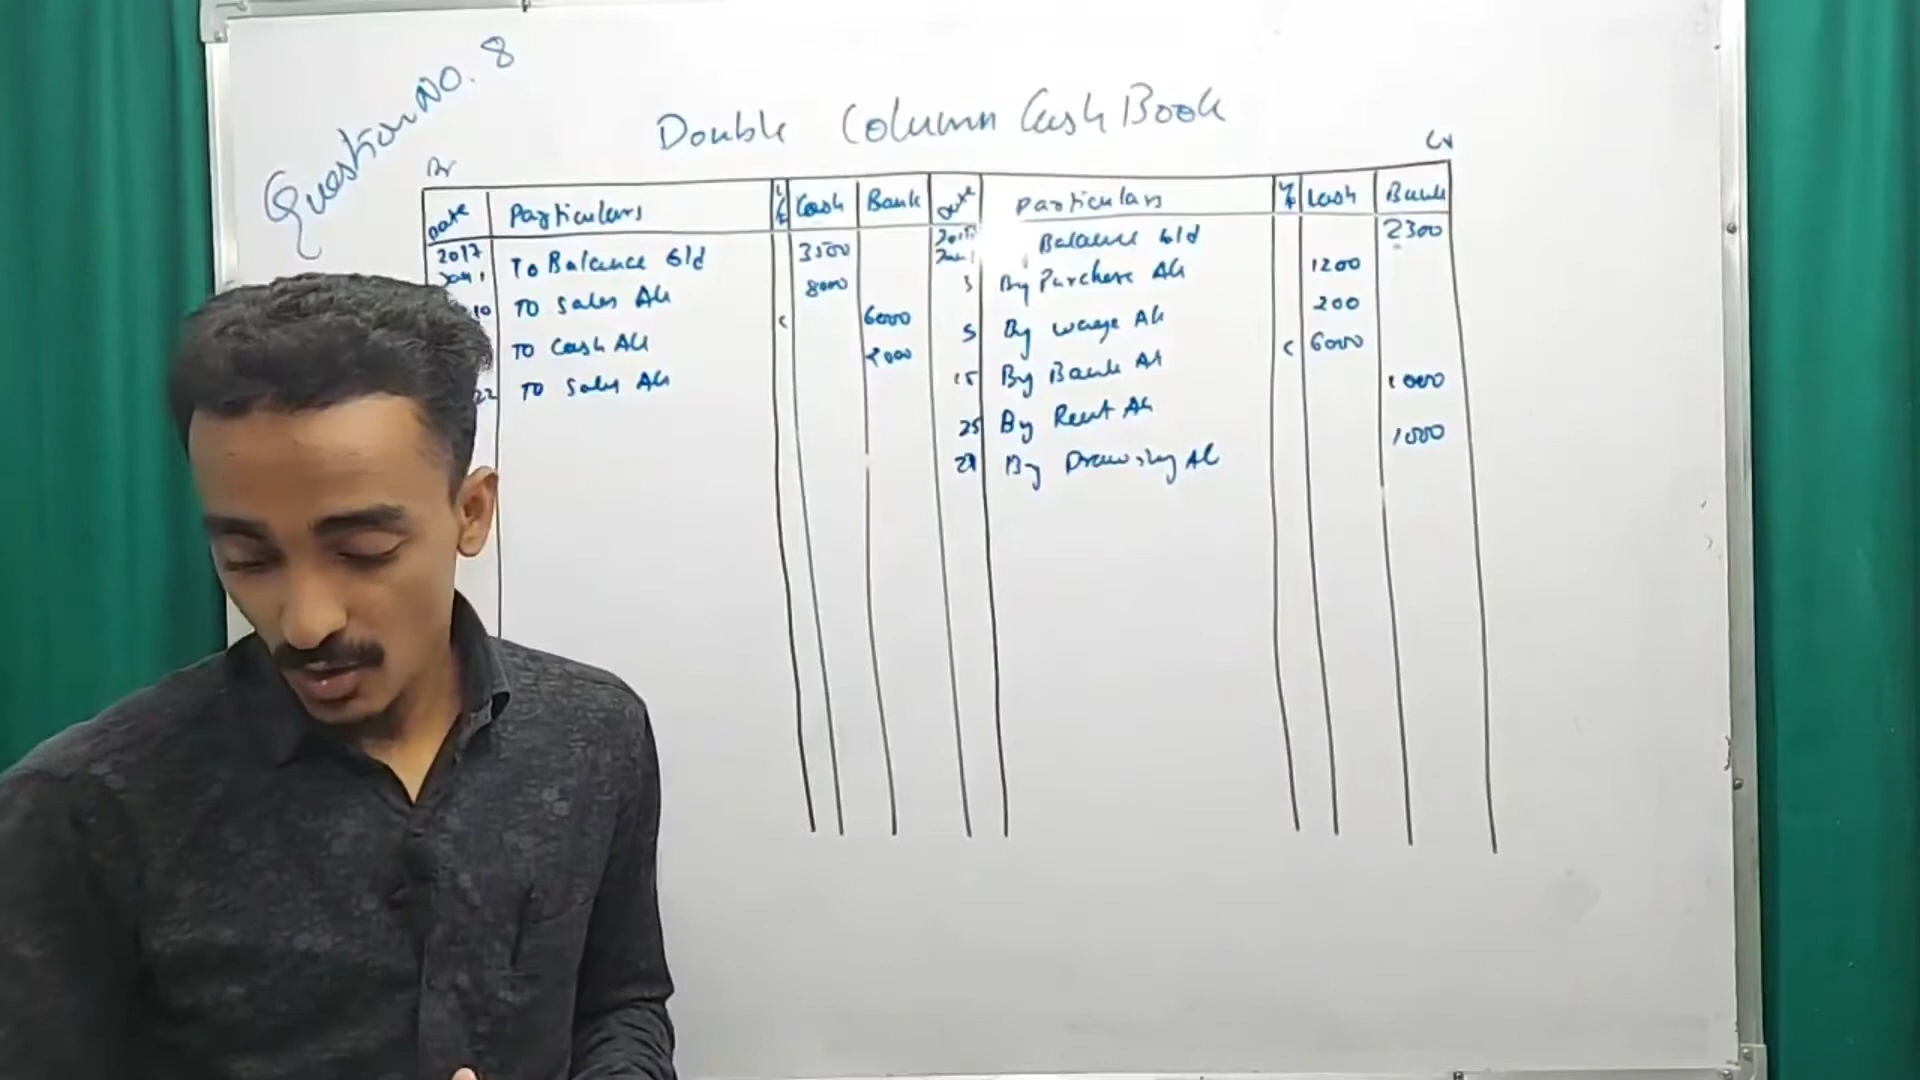 Question NO. 8
Double Column Cash Book
Dr
Cr
Date Particulars L/F Cash Bank Date Particulars L/F Cash Bank
2017 Jan 1 To Balance b/d 3500
10 TO Sales A/c 8000
TO Cash A/c C 6000
22 TO Sales A/c
2017 Jan 1 Balance b/d 2300
3 By Purchase A/c 1200
5 By wage A/c 200
15 By Bank A/c C 6000
25 By Rent A/c 1000
By Drawing A/c 1000